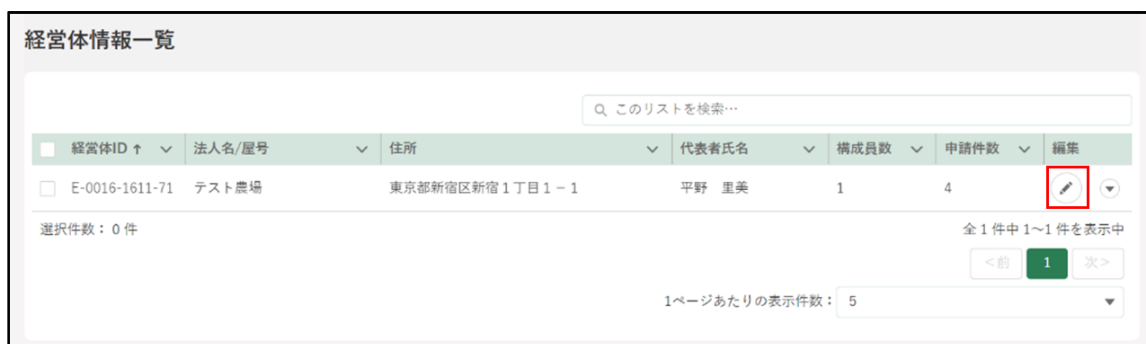 経営体情報一覧
このリストを検索…
経営体ID↑ 法人名/屋号 住所 代表者氏名 構成員数 申請件数 編集
E-0016-1611-71 テスト農場 東京都新宿区新宿１丁目１－１ 平野 里美 1 4
選択件数：0 件 全 1 件中 1～1 件を表示中
<前 1 次>
1ページあたりの表示件数： 5